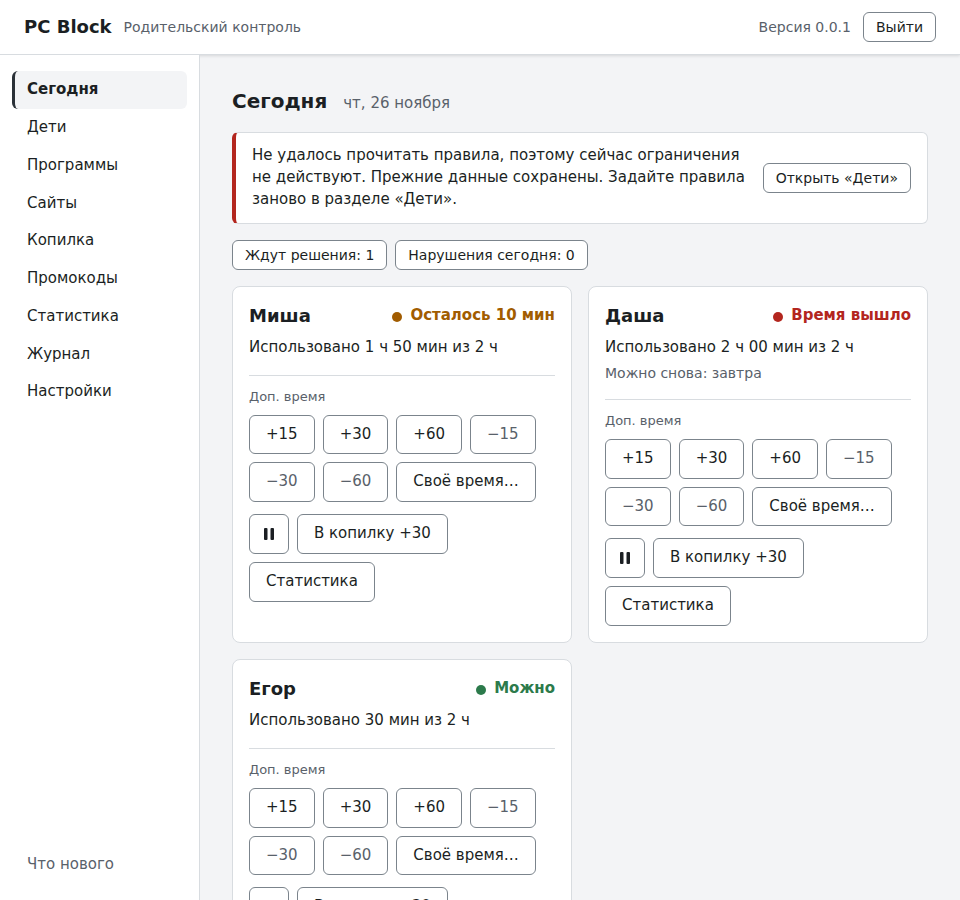 PC Block Родительский контроль
Версия 0.0.1 Выйти
Сегодня
Дети
Программы
Сайты
Копилка
Промокоды
Статистика
Журнал
Настройки
Что нового
Сегодня чт, 26 ноября
Не удалось прочитать правила, поэтому сейчас ограничения
не действуют. Прежние данные сохранены. Задайте правила
заново в разделе «Дети».
Открыть «Дети»
Ждут решения: 1 Нарушения сегодня: 0
Миша Осталось 10 мин
Использовано 1 ч 50 мин из 2 ч
Доп. время
+15 +30 +60 −15
−30 −60 Своё время...
В копилку +30
Статистика
Даша Время вышло
Использовано 2 ч 00 мин из 2 ч
Можно снова: завтра
Доп. время
+15 +30 +60 −15
−30 −60 Своё время...
В копилку +30
Статистика
Егор Можно
Использовано 30 мин из 2 ч
Доп. время
+15 +30 +60 −15
−30 −60 Своё время...